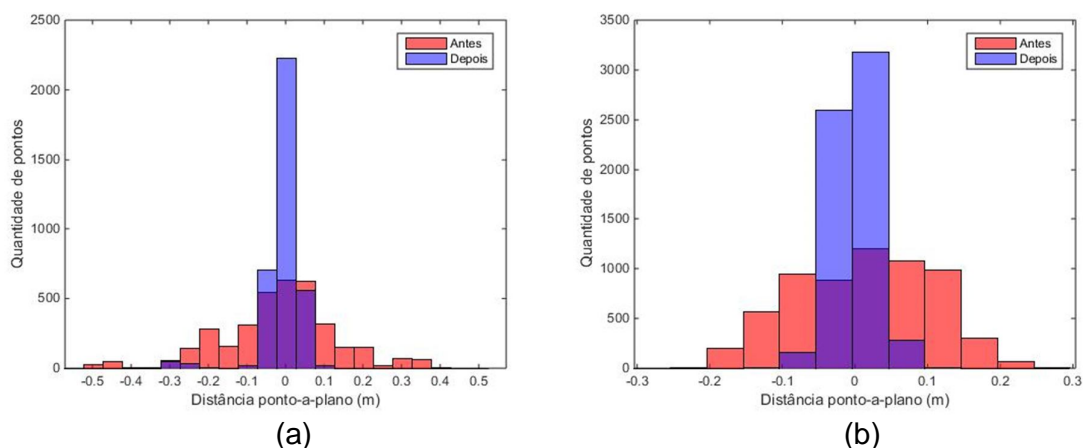 2500
2000
1500
1000
500
0
Quantidade de pontos
-0.5 -0.4 -0.3 -0.2 -0.1 0 0.1 0.2 0.3 0.4 0.5
Distância ponto-a-plano (m)
Antes
Depois
(a)
3500
3000
2500
2000
1500
1000
500
0
Quantidade de pontos
-0.3 -0.2 -0.1 0 0.1 0.2 0.3
Distância ponto-a-plano (m)
Antes
Depois
(b)